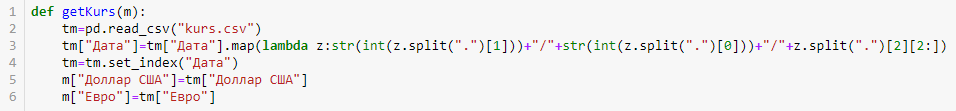 1 def getKurs(m):
2     tm=pd.read_csv("kurs.csv")
3     tm["Дата"]=tm["Дата"].map(lambda z:str(int(z.split(".")[1]))+"/"+str(int(z.split(".")[0]))+"/"+z.split(".")[2][2:])
4     tm=tm.set_index("Дата")
5     m["Доллар США"]=tm["Доллар США"]
6     m["Евро"]=tm["Евро"]